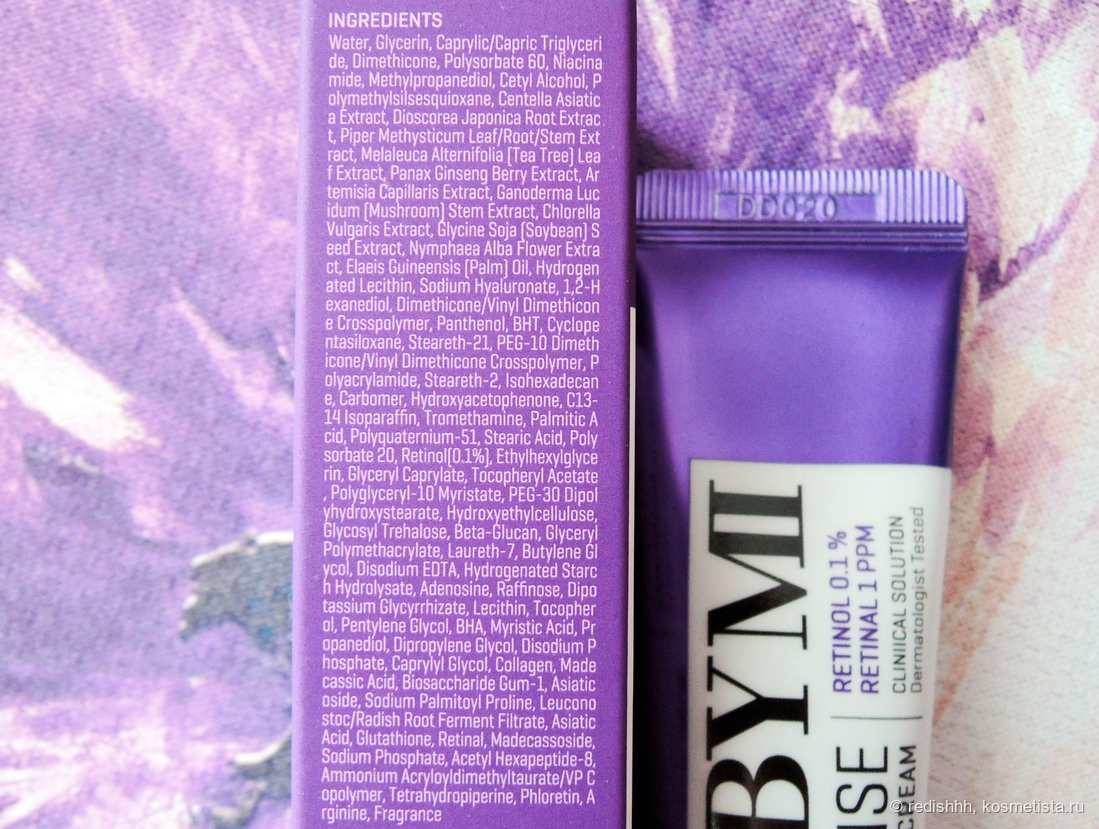 INGREDIENTS
Water, Glycerin, Caprylic/Capric Triglyceri
de, Dimethicone, Polysorbate 60, Niacina
mide, Methylpropanediol, Cetyl Alcohol, P
olymethylsilsesquioxane, Centella Asiatic
a Extract, Dioscorea Japonica Root Extrac
t, Piper Methysticum Leaf/Root/Stem Ext
ract, Melaleuca Alternifolia (Tea Tree) Lea
f Extract, Panax Ginseng Berry Extract, Ar
temisia Capillaris Extract, Ganoderma Luc
idum (Mushroom) Stem Extract, Chlorella
Vulgaris Extract, Glycine Soja (Soybean) S
eed Extract, Nymphaea Alba Flower Extra
ct, Elaeis Guineensis (Palm) Oil, Hydrogen
ated Lecithin, Sodium Hyaluronate, 1,2-H
exanediol, Dimethicone/Vinyl Dimethicon
e Crosspolymer, Panthenol, BHT, Cyclope
ntasiloxane, Steareth-21, PEG-10 Dimeth
icone/Vinyl Dimethicone Crosspolymer, P
olyacrylamide, Steareth-2, Isohexadecan
e, Carbomer, Hydroxyacetophenone, C13-
14 Isoparaffin, Tromethamine, Palmitic A
cid, Polyquaternium-51, Stearic Acid, Poly
sorbate 20, Retinol(0.1%), Ethylhexylglyce
rin, Glyceryl Caprylate, Tocopheryl Acetate
, Polyglyceryl-10 Myristate, PEG-30 Dipol
yhydroxystearate, Hydroxyethylcellulose,
Glycosyl Trehalose, Beta-Glucan, Glyceryl
Polymethacrylate, Laureth-7, Butylene Gl
ycol, Disodium EDTA, Hydrogenated Starc
h Hydrolysate, Adenosine, Raffinose, Dipo
tassium Glycyrrhizate, Lecithin, Tocopher
ol, Pentylene Glycol, BHA, Myristic Acid, Pr
opanediol, Dipropylene Glycol, Disodium P
hosphate, Caprylyl Glycol, Collagen, Made
cassic Acid, Biosaccharide Gum-1, Asiatic
oside, Sodium Palmitoyl Proline, Leucono
stoc/Radish Root Ferment Filtrate, Asiatic
Acid, Glutathione, Retinal, Madecassoside,
Sodium Phosphate, Acetyl Hexapeptide-8,
Ammonium Acryloyldimethyltaurate/VP C
opolymer, Tetrahydropiperine, Phloretin, A
rginine, Fragrance
DD020
BYMI
RETINOL 0.1 %
RETINAL 1 PPM
CLINIICAL SOLUTION
Dermatologist Tested
ISE
CREAM
© redishhh, kosmetista.ru